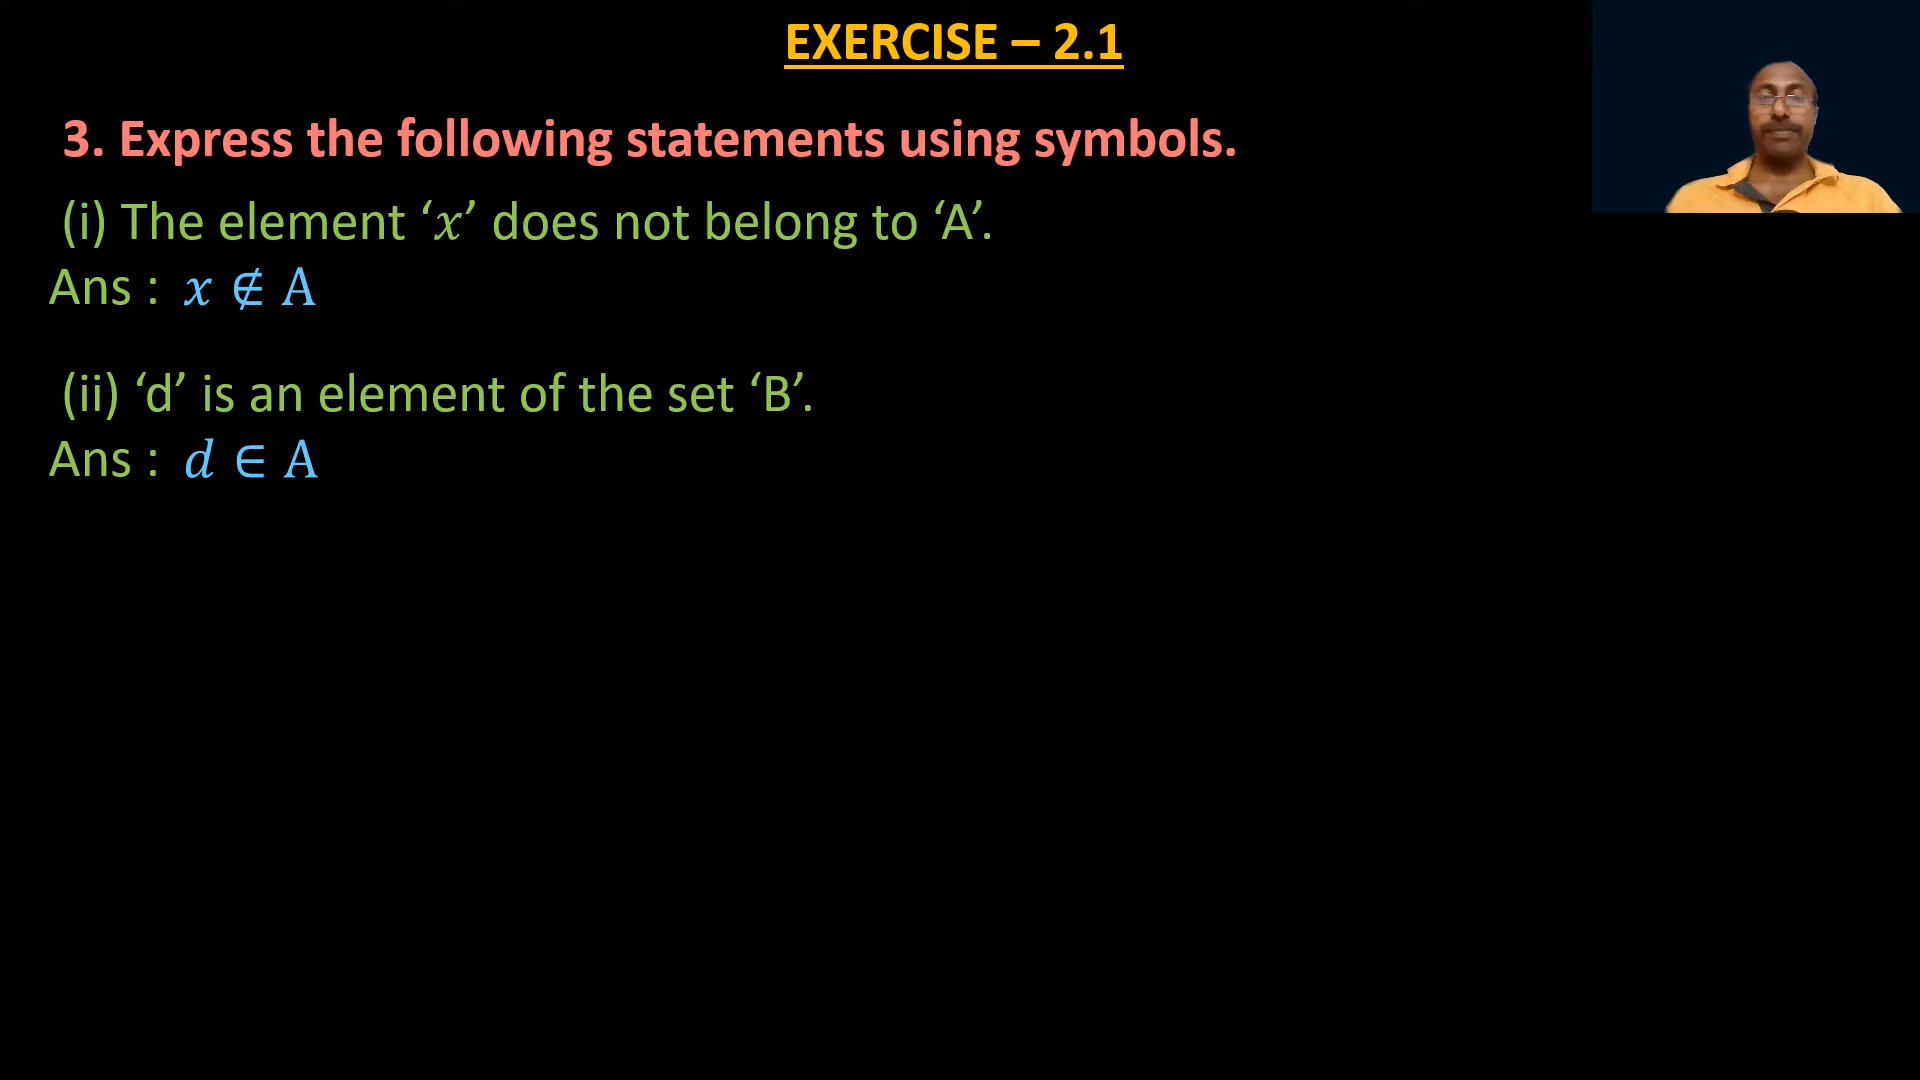 EXERCISE – 2.1
3. Express the following statements using symbols.
(i) The element ‘x’ does not belong to ‘A’.
Ans : x ∉ A
(ii) ‘d’ is an element of the set ‘B’.
Ans : d ∈ A